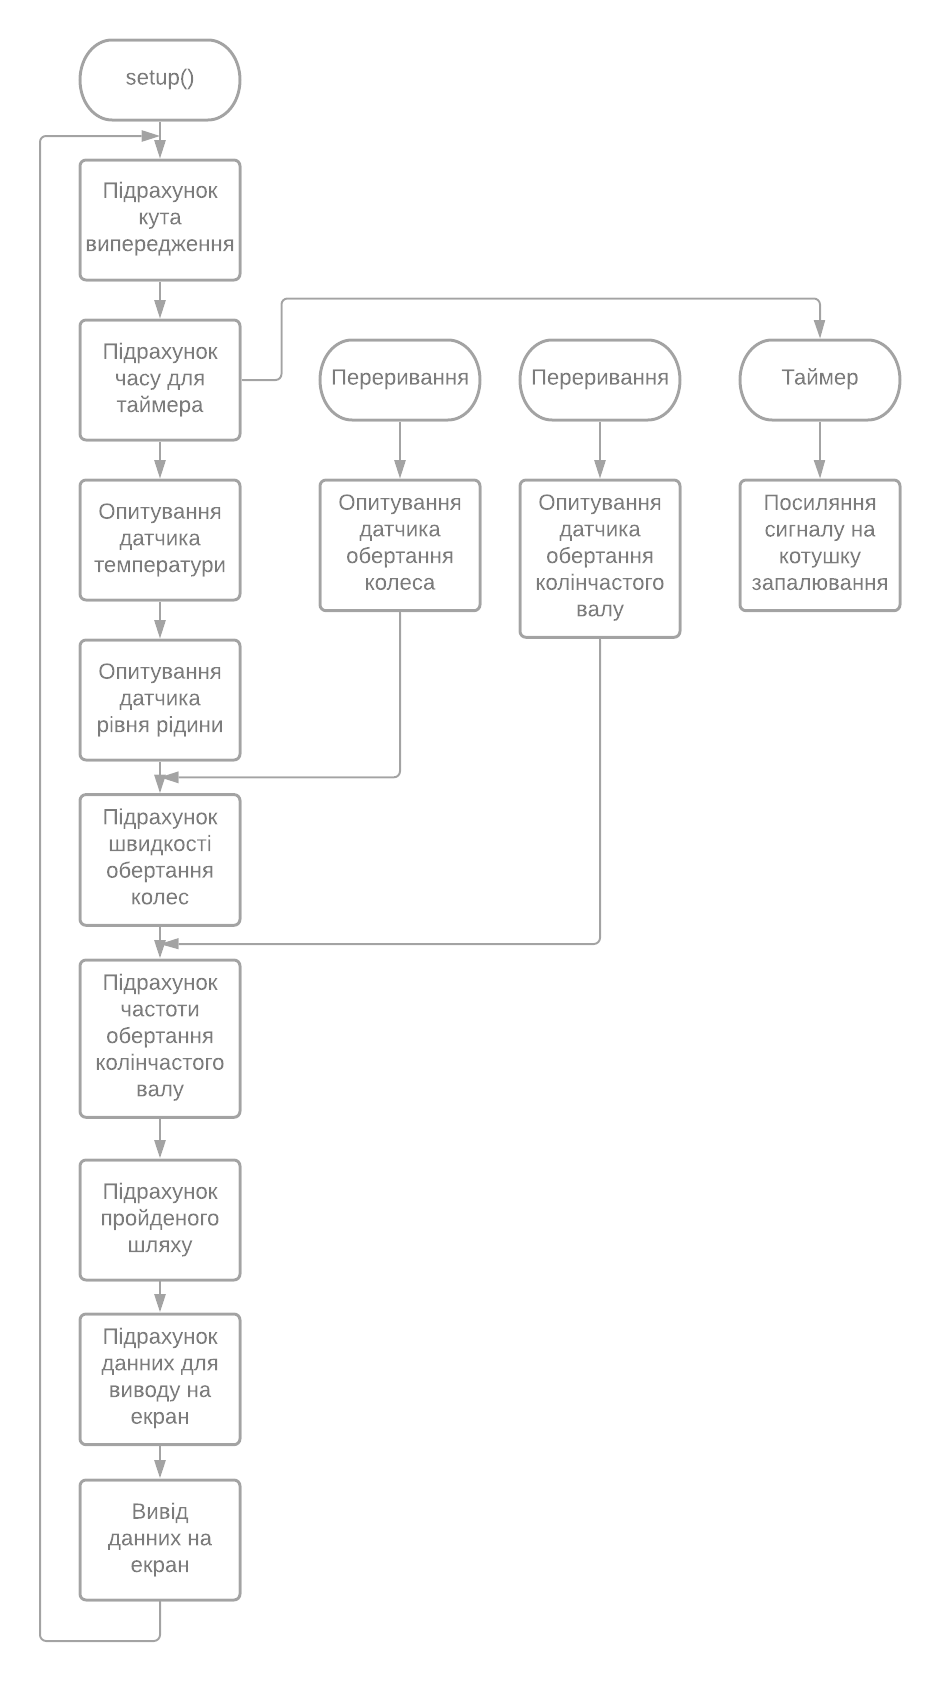 setup()
Підрахунок
кута
випередження
Підрахунок
часу для
таймера
Переривання
Переривання
Таймер
Опитування
датчика
температури
Опитування
датчика
обертання
колеса
Опитування
датчика
обертання
колінчастого
валу
Посиляння
сигналу на
котушку
запалювання
Опитування
датчика
рівня рідини
Підрахунок
швидкості
обертання
колес
Підрахунок
частоти
обертання
колінчастого
валу
Підрахунок
пройденого
шляху
Підрахунок
данних для
виводу на
екран
Вивід
данних на
екран